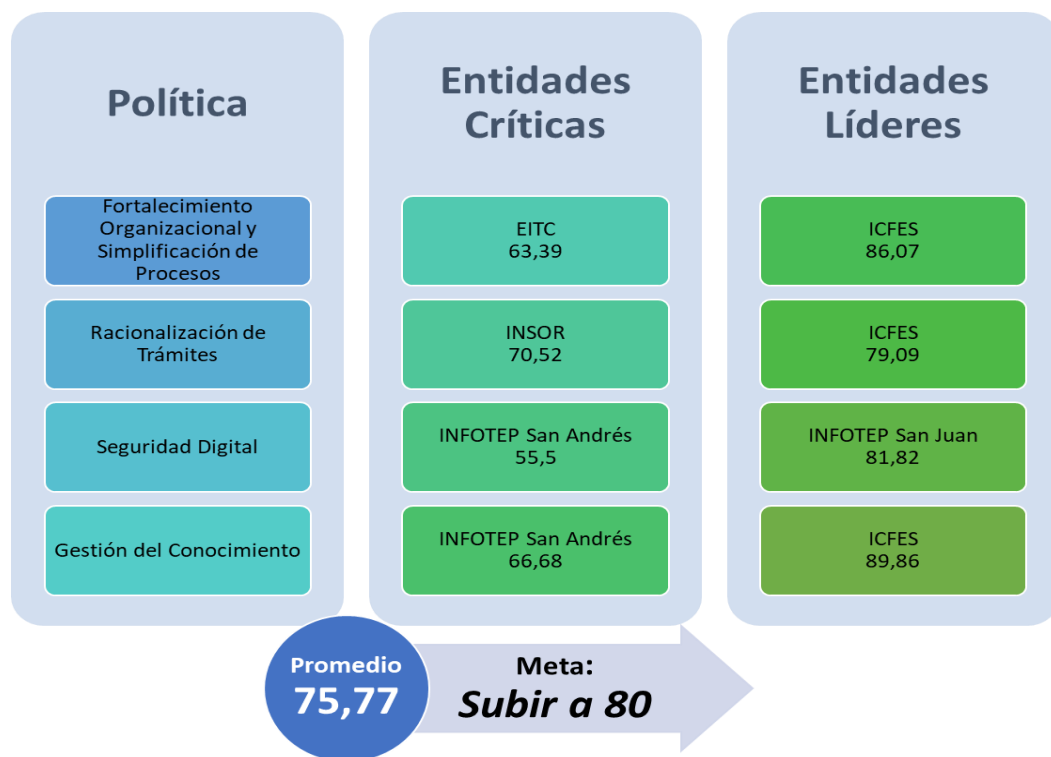 Política
Fortalecimiento
Organizacional y
Simplificación de
Procesos
Racionalización de
Trámites
Seguridad Digital
Gestión del Conocimiento
Entidades
Críticas
EITC
63,39
INSOR
70,52
INFOTEP San Andrés
55,5
INFOTEP San Andrés
66,68
Entidades
Líderes
ICFES
86,07
ICFES
79,09
INFOTEP San Juan
81,82
ICFES
89,86
Promedio
75,77
Meta:
Subir a 80